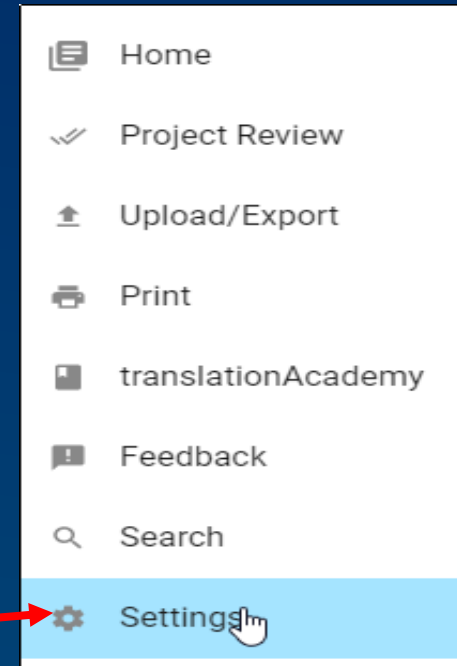 Home
Project Review
Upload/Export
Print
translationAcademy
Feedback
Search
Settings